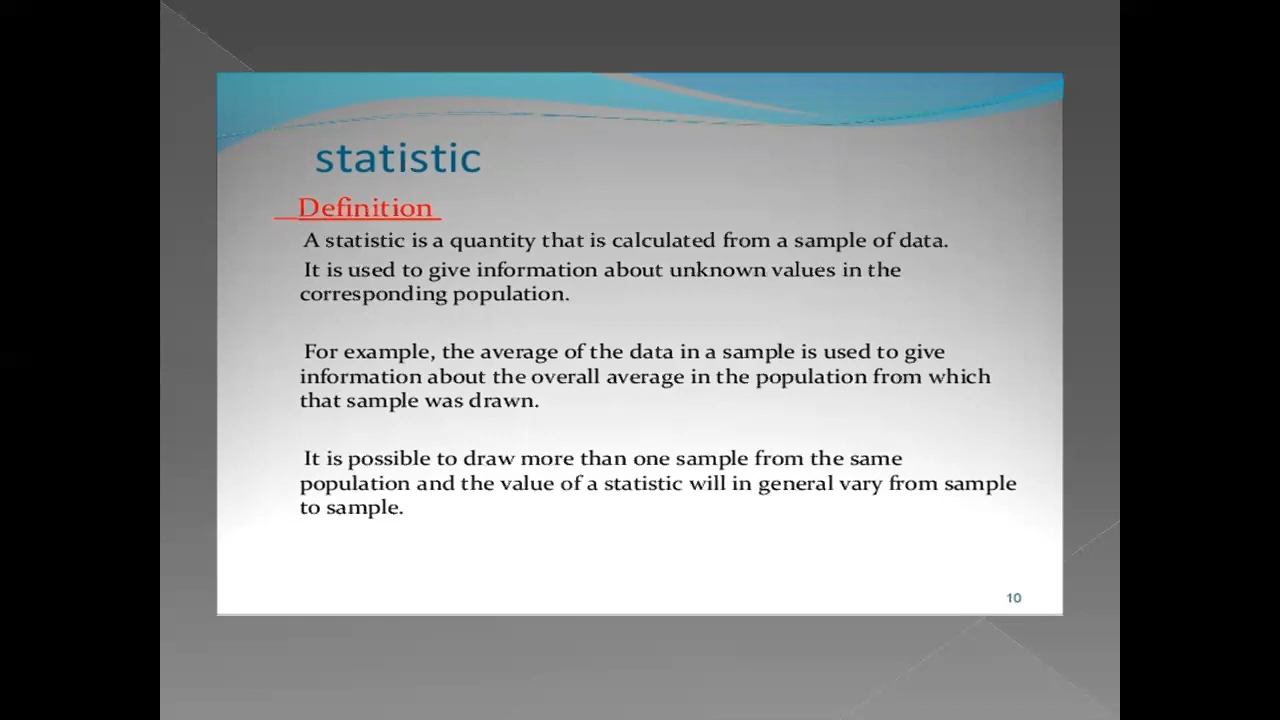 statistic
Definition
A statistic is a quantity that is calculated from a sample of data.
It is used to give information about unknown values in the
corresponding population.
For example, the average of the data in a sample is used to give
information about the overall average in the population from which
that sample was drawn.
It is possible to draw more than one sample from the same
population and the value of a statistic will in general vary from sample
to sample.
10